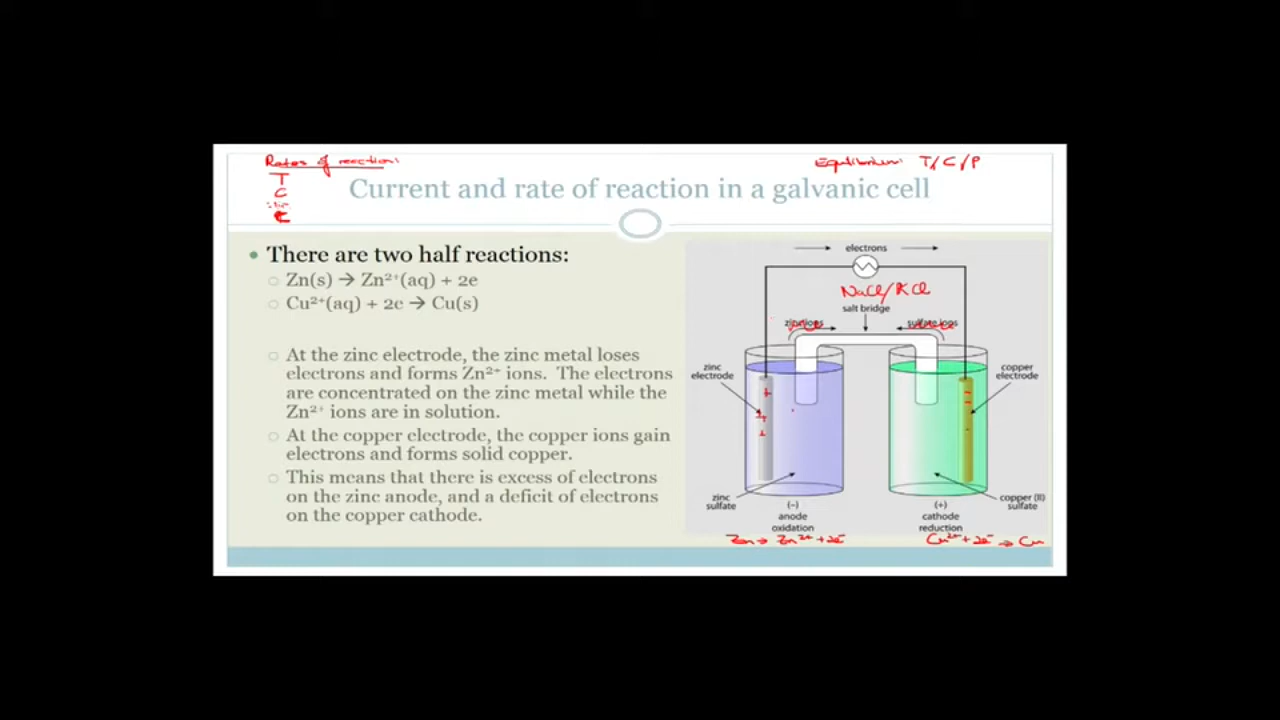 Rates of reaction:
Equilibrium: T/C/P
T
C
Current and rate of reaction in a galvanic cell
There are two half reactions:
Zn(s) → Zn²⁺(aq) + 2e
Cu²⁺(aq) + 2e → Cu(s)
At the zinc electrode, the zinc metal loses
electrons and forms Zn²⁺ ions. The electrons
are concentrated on the zinc metal while the
Zn²⁺ ions are in solution.
At the copper electrode, the copper ions gain
electrons and forms solid copper.
This means that there is excess of electrons
on the zinc anode, and a deficit of electrons
on the copper cathode.
electrons
NaCl/KCl
salt bridge
zinc ions
sulfate ions
zinc
electrode
copper
electrode
+
+
+
zinc
sulfate
copper (II)
sulfate
(−)
anode
oxidation
(+)
cathode
reduction
Zn → Zn²⁺ + 2e⁻
Cu²⁺ + 2e⁻ → Cu